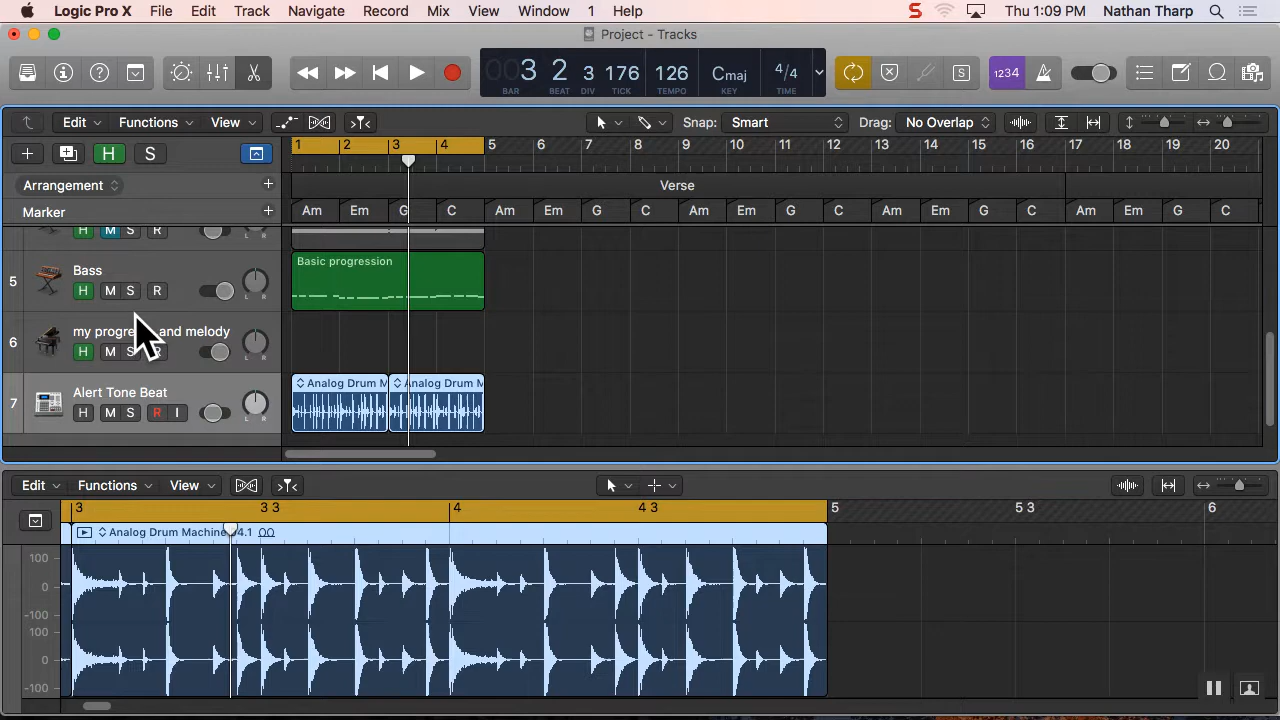 Logic Pro X File Edit Track Navigate Record Mix View Window 1 Help S Thu 1:09 PM Nathan Tharp
Project - Tracks
3 2 3 176 126 Cmaj 4/4 1234 S
BAR BEAT DIV TICK TEMPO KEY TIME
Edit Functions View Snap: Smart Drag: No Overlap
H S 1 2 3 4 5 6 7 8 9 10 11 12 13 14 15 16 17 18 19 20
Arrangement Verse
Marker Am Em G C Am Em G C Am Em G C Am Em G C Am Em G C
H M S R L R
5 Bass Basic progression
H M S R L R
6 my progre and melody
H M S R L R
7 Alert Tone Beat Analog Drum M Analog Drum M
H M S R I L R
Edit Functions View
3 3 3 4 4 3 5 5 3 6
Analog Drum Machine 4.1
100
0
-100
100
0
-100